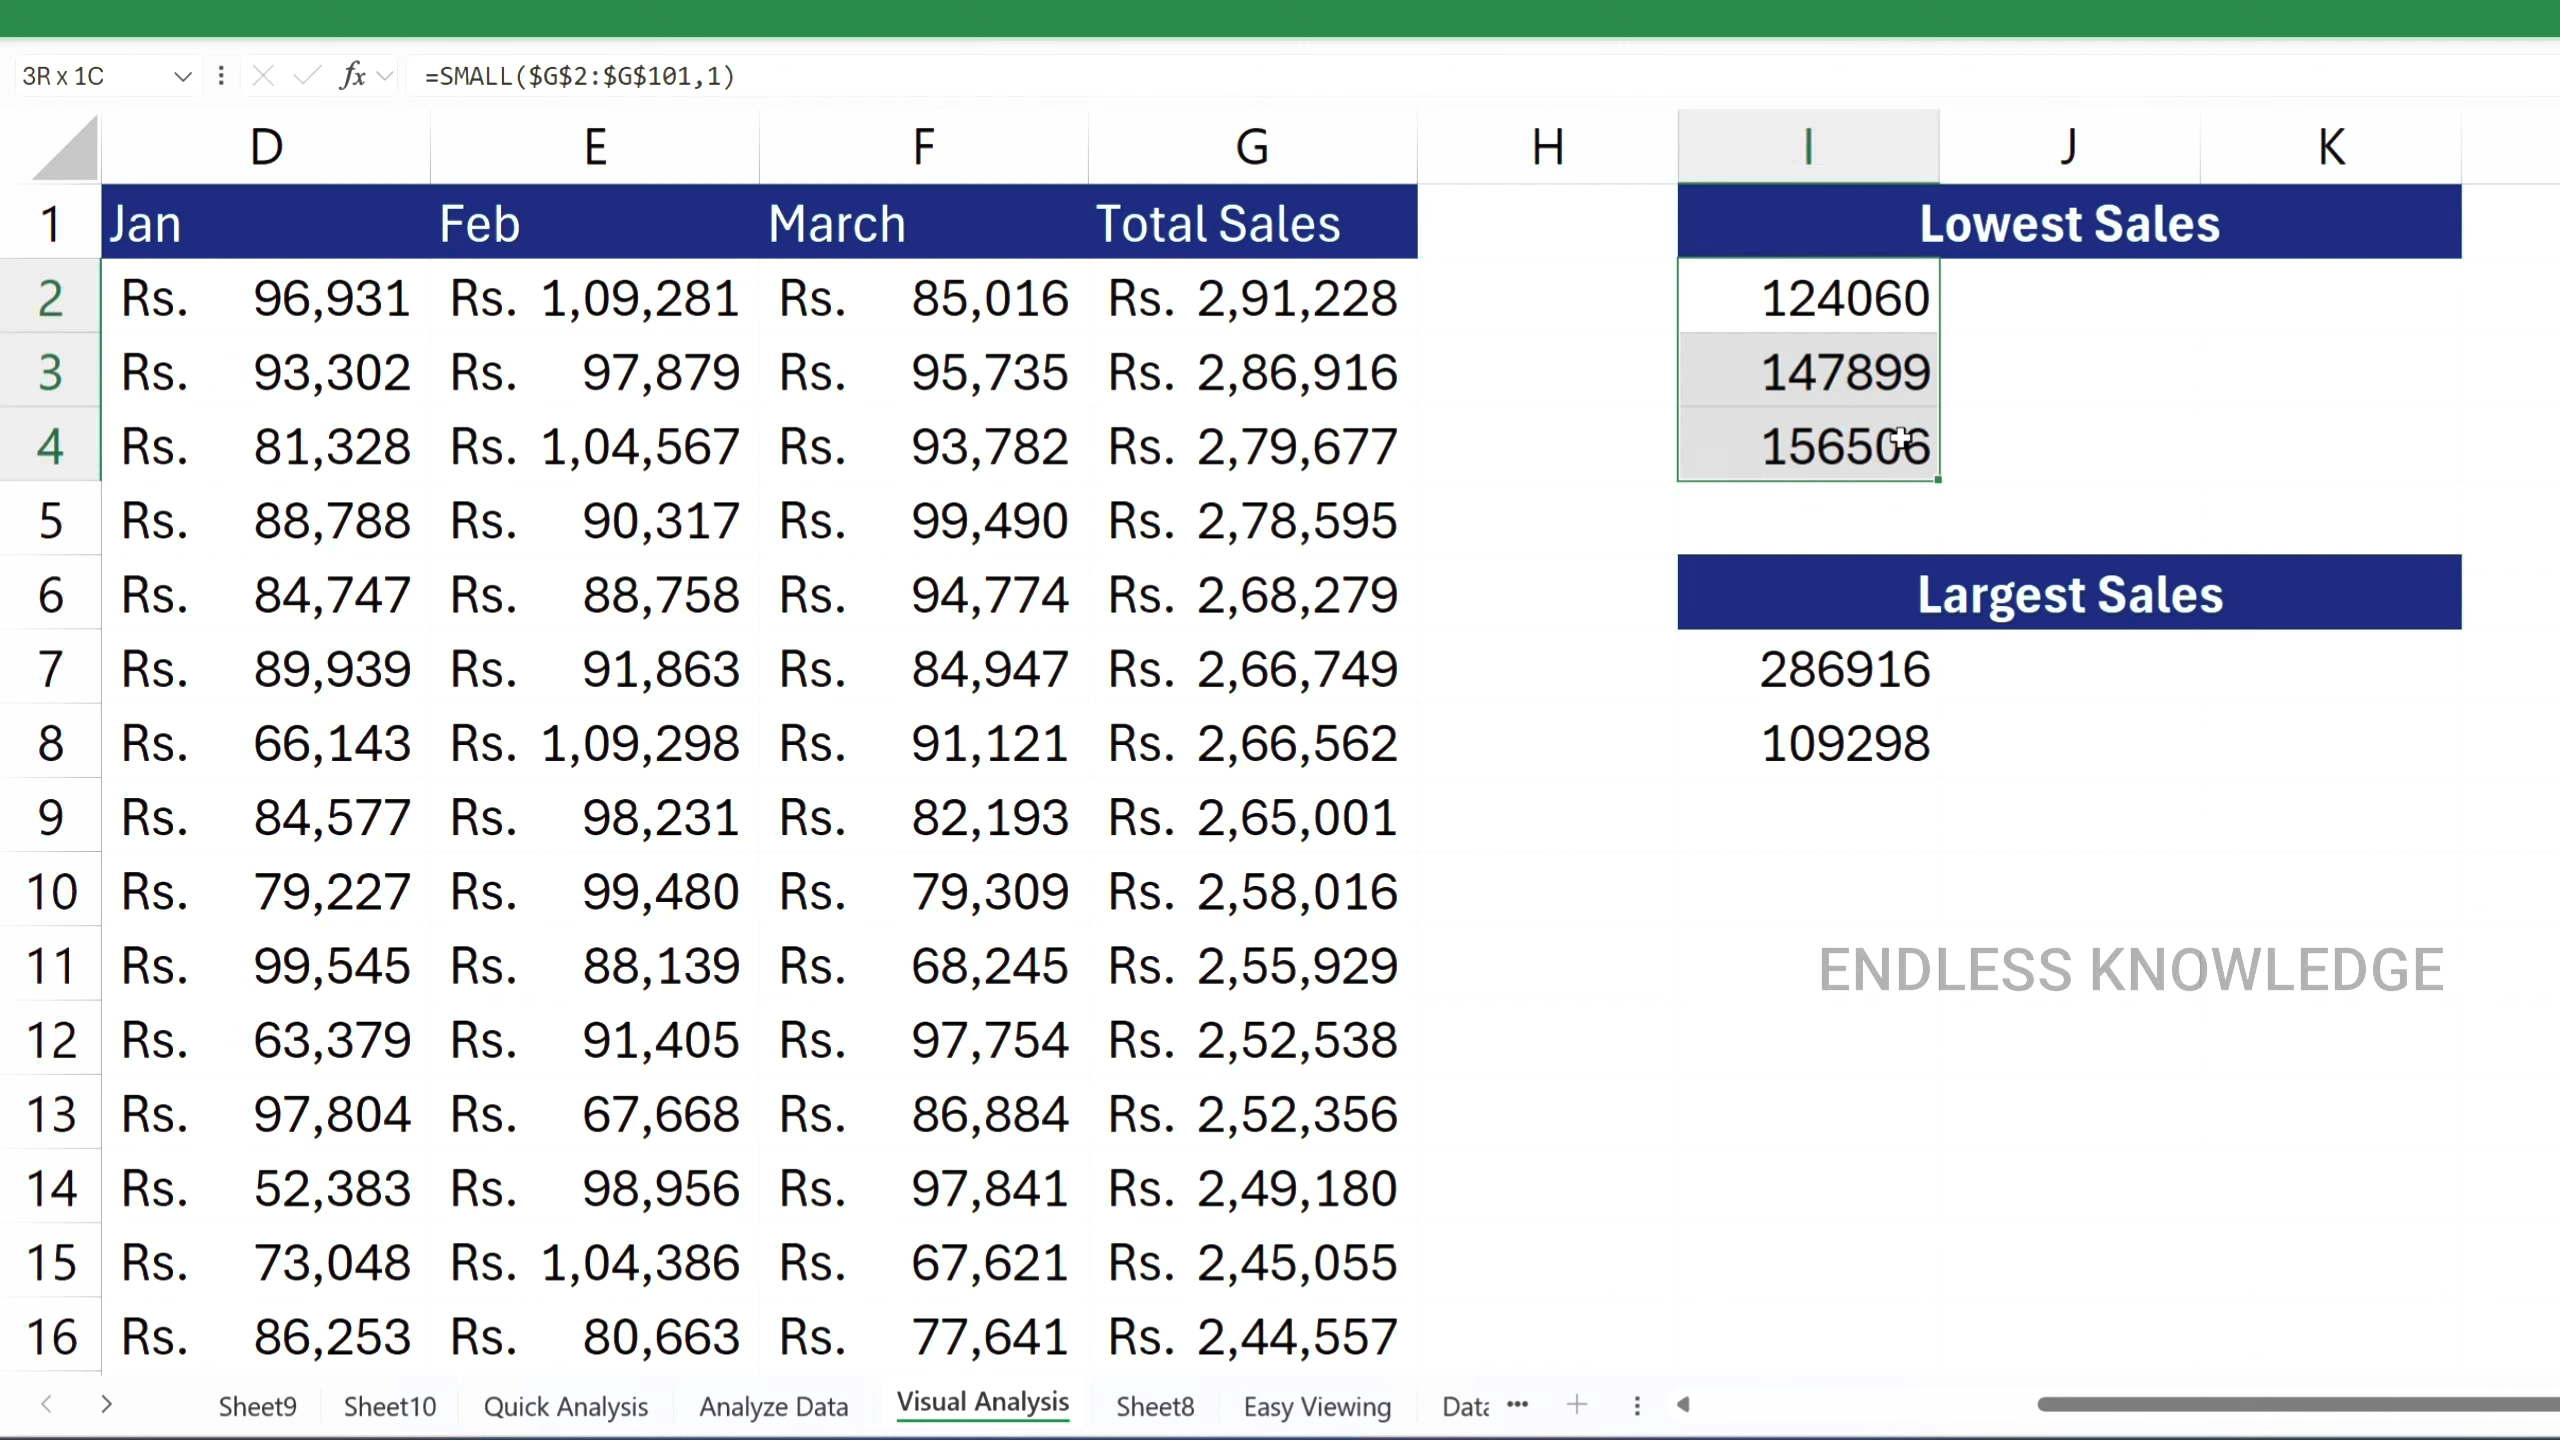 3R x 1C fx =SMALL($G$2:$G$101,1)
D E F G H I J K
1 Jan Feb March Total Sales Lowest Sales
2 Rs. 96,931 Rs. 1,09,281 Rs. 85,016 Rs. 2,91,228 124060
3 Rs. 93,302 Rs. 97,879 Rs. 95,735 Rs. 2,86,916 147899
4 Rs. 81,328 Rs. 1,04,567 Rs. 93,782 Rs. 2,79,677 156506
5 Rs. 88,788 Rs. 90,317 Rs. 99,490 Rs. 2,78,595
6 Rs. 84,747 Rs. 88,758 Rs. 94,774 Rs. 2,68,279 Largest Sales
7 Rs. 89,939 Rs. 91,863 Rs. 84,947 Rs. 2,66,749 286916
8 Rs. 66,143 Rs. 1,09,298 Rs. 91,121 Rs. 2,66,562 109298
9 Rs. 84,577 Rs. 98,231 Rs. 82,193 Rs. 2,65,001
10 Rs. 79,227 Rs. 99,480 Rs. 79,309 Rs. 2,58,016
11 Rs. 99,545 Rs. 88,139 Rs. 68,245 Rs. 2,55,929 ENDLESS KNOWLEDGE
12 Rs. 63,379 Rs. 91,405 Rs. 97,754 Rs. 2,52,538
13 Rs. 97,804 Rs. 67,668 Rs. 86,884 Rs. 2,52,356
14 Rs. 52,383 Rs. 98,956 Rs. 97,841 Rs. 2,49,180
15 Rs. 73,048 Rs. 1,04,386 Rs. 67,621 Rs. 2,45,055
16 Rs. 86,253 Rs. 80,663 Rs. 77,641 Rs. 2,44,557
Sheet9 Sheet10 Quick Analysis Analyze Data Visual Analysis Sheet8 Easy Viewing Data